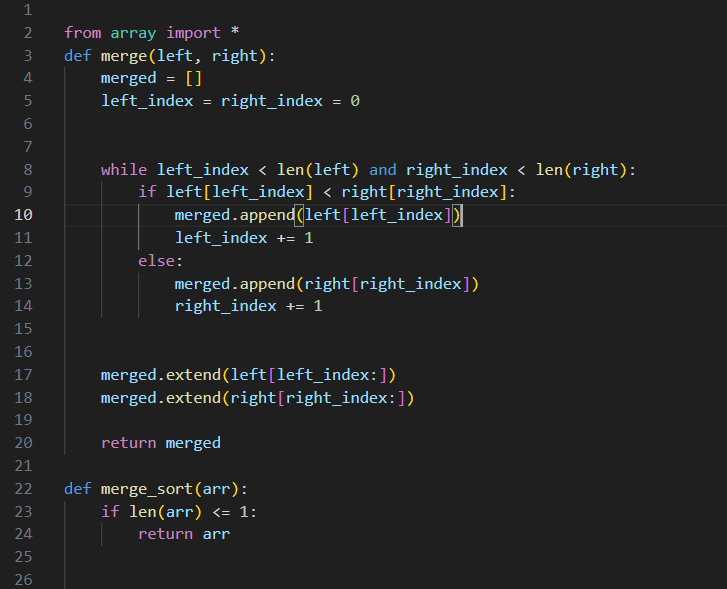 1
2 from array import *
3 def merge(left, right):
4     merged = []
5     left_index = right_index = 0
6
7
8     while left_index < len(left) and right_index < len(right):
9         if left[left_index] < right[right_index]:
10             merged.append(left[left_index])
11             left_index += 1
12         else:
13             merged.append(right[right_index])
14             right_index += 1
15
16
17     merged.extend(left[left_index:])
18     merged.extend(right[right_index:])
19
20     return merged
21
22 def merge_sort(arr):
23     if len(arr) <= 1:
24         return arr
25
26